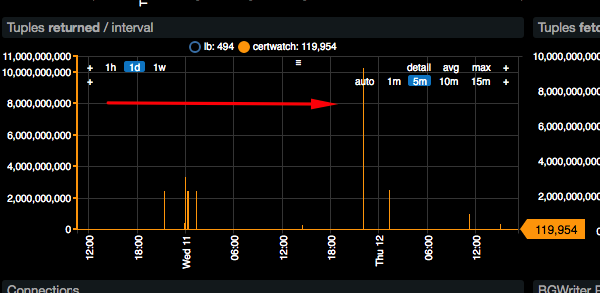 Tuples returned / interval
Tuples fetc
lb: 494 certwatch: 119,954
11,000,000,000
10,000,000,000
8,000,000,000
6,000,000,000
4,000,000,000
2,000,000,000
0
+ 1h 1d 1w
detail avg max +
+ auto 1m 5m 10m 15m +
12:00
18:00
Wed 11
06:00
12:00
18:00
Thu 12
06:00
12:00
119,954
10,000,000,000
8,000,000,000
6,000,000,000
4,000,000,000
2,000,000,000
Connections
BGWriter